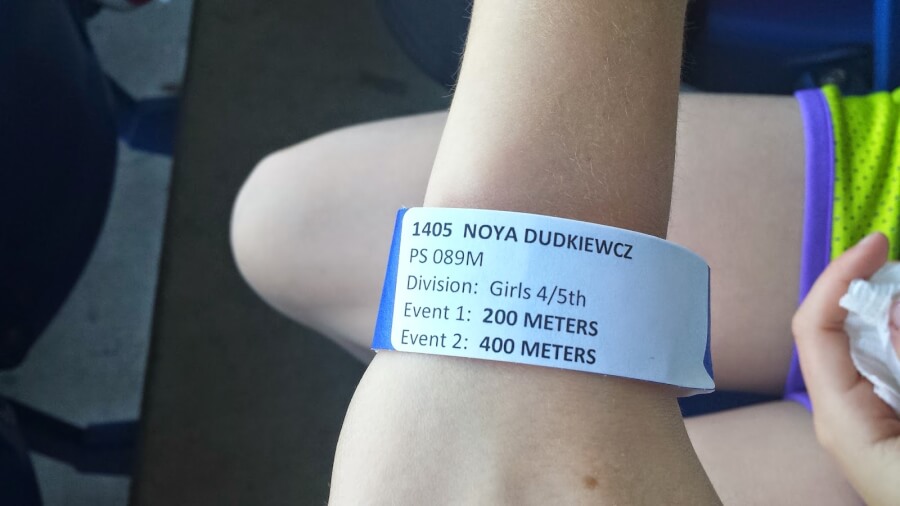 1405 NOYA DUDKIEWCZ
PS 089M
Division: Girls 4/5th
Event 1: 200 METERS
Event 2: 400 METERS